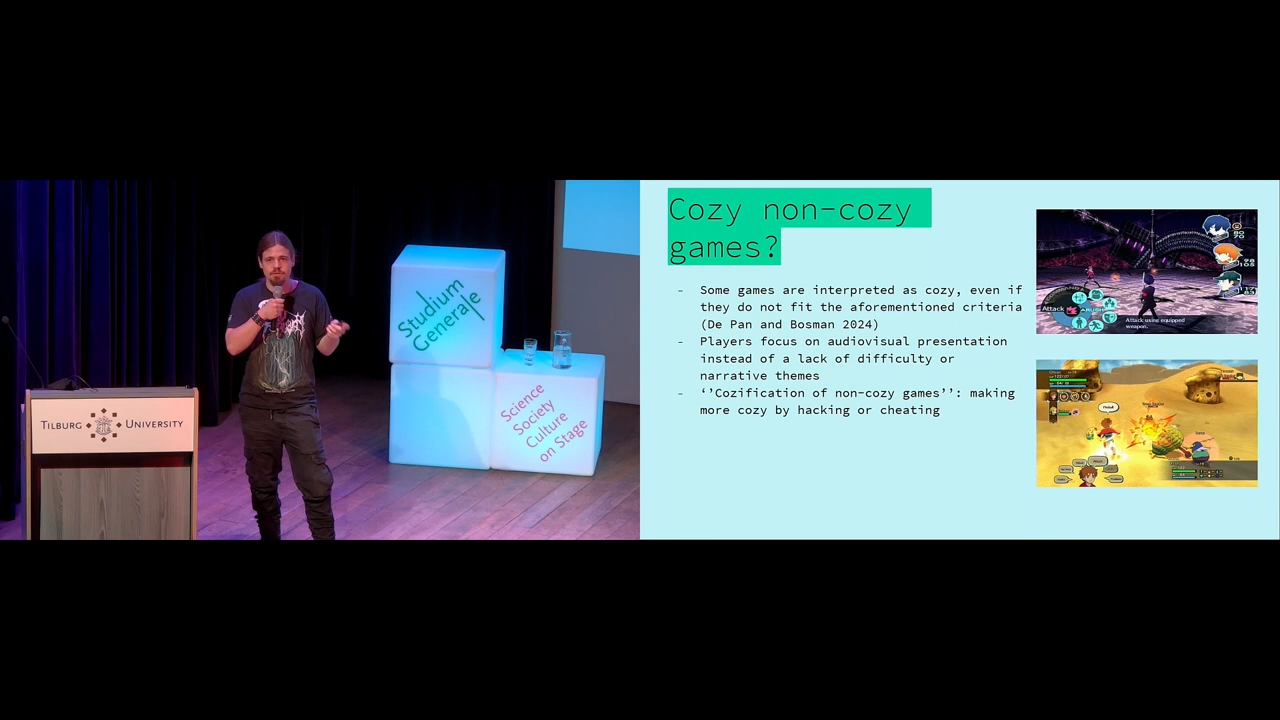 Studium
Generale
Science
Society
Culture
on Stage
TILBURG UNIVERSITY
Cozy non-cozy
games?
- Some games are interpreted as cozy, even if
they do not fit the aforementioned criteria
(De Pan and Bosman 2024)
- Players focus on audiovisual presentation
instead of a lack of difficulty or
narrative themes
- ‘’Cozification of non-cozy games’’: making
more cozy by hacking or cheating
Attack
Attack using equipped
weapon.